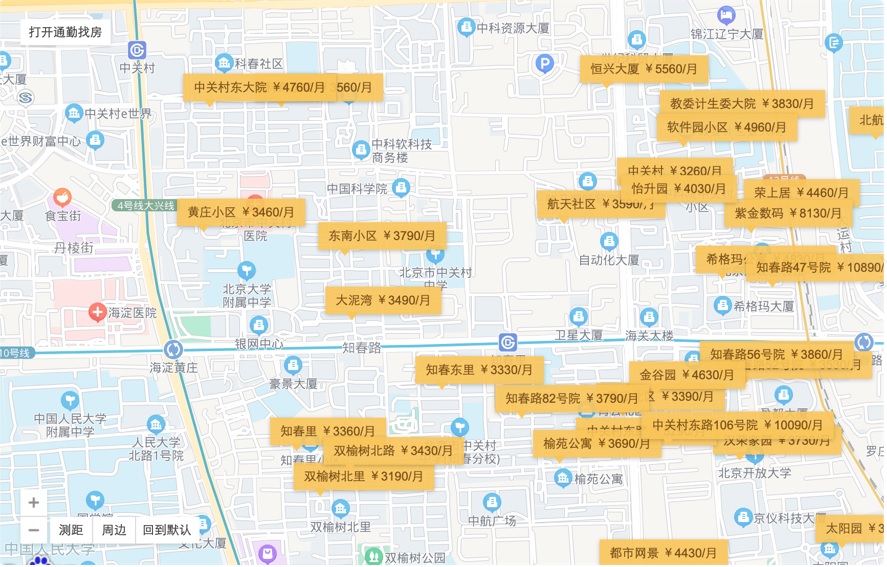 打开通勤找房
中科资源大厦
锦江辽宁大厦
中关村
科春社区
恒兴大厦 ¥5560/月
中关村东大院 ¥4760/月
560/月
教委计生委大院 ¥3830/月
软件园小区 ¥4960/月
北航
中关村e世界
e世界财富中心
中科软科技
商务楼
中国科学院
中关村 ¥3260/月
怡升园 ¥4030/月
荣上居 ¥4460/月
紫金数码 ¥8130/月
航天社区 ¥3590/月
小区
4号线大兴线
食宝街
大厦
黄庄小区 ¥3460/月
医院
东南小区 ¥3790/月
丹棱街
自动化大厦
希格玛
知春路47号院 ¥10890/
北京市中关村
中学
北京大学
附属中学
大泥湾 ¥3490/月
希格玛大厦
海淀医院
银网中心
知春路
卫星大厦
海关太楼
10号线
海淀黄庄
知春路56号院 ¥3860/月
知春东里 ¥3330/月
金谷园 ¥4630/月
豪景大厦
知春路82号院 ¥3790/月
区 ¥3390/月
中国人民大学
附属中学
人民大学
北路1号院
知春里 ¥3360/月
双榆树北路 ¥3430/月
双榆树北里 ¥3190/月
榆苑公寓 ¥3690/月
中关村东路106号院 ¥10090/月
¥3730/月
北京开放大学
榆苑公寓
双榆树北里
中航广场
京仪科技大厦
太阳园 ¥3
测距
周边
回到默认
中国人民大学
双榆树公园
都市网景 ¥4430/月